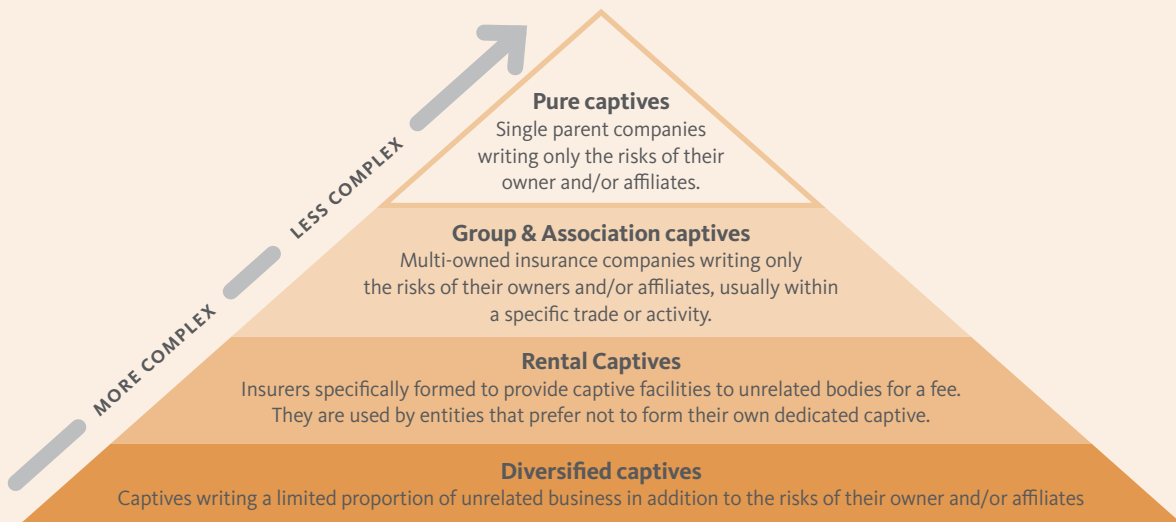 Pure captives
Single parent companies
writing only the risks of their
owner and/or affiliates.
LESS COMPLEX
Group & Association captives
Multi-owned insurance companies writing only
the risks of their owners and/or affiliates, usually within
a specific trade or activity.
MORE COMPLEX
Rental Captives
Insurers specifically formed to provide captive facilities to unrelated bodies for a fee.
They are used by entities that prefer not to form their own dedicated captive.
Diversified captives
Captives writing a limited proportion of unrelated business in addition to the risks of their owner and/or affiliates